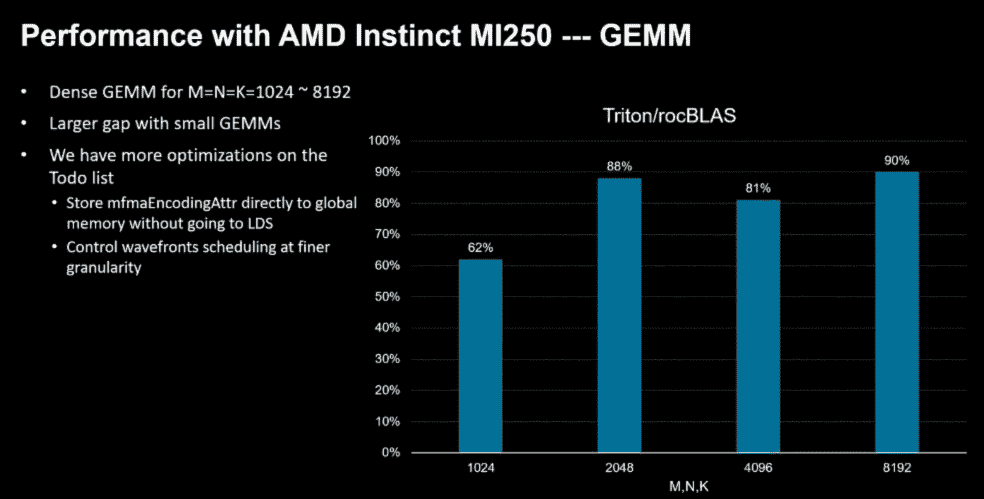 Performance with AMD Instinct MI250 --- GEMM
• Dense GEMM for M=N=K=1024 ~ 8192
• Larger gap with small GEMMs
• We have more optimizations on the
Todo list
• Store mfmaEncodingAttr directly to global
memory without going to LDS
• Control wavefronts scheduling at finer
granularity
Triton/rocBLAS
100%
90%
80%
70%
60%
50%
40%
30%
20%
10%
0%
62%
88%
81%
90%
1024
2048
4096
8192
M,N,K